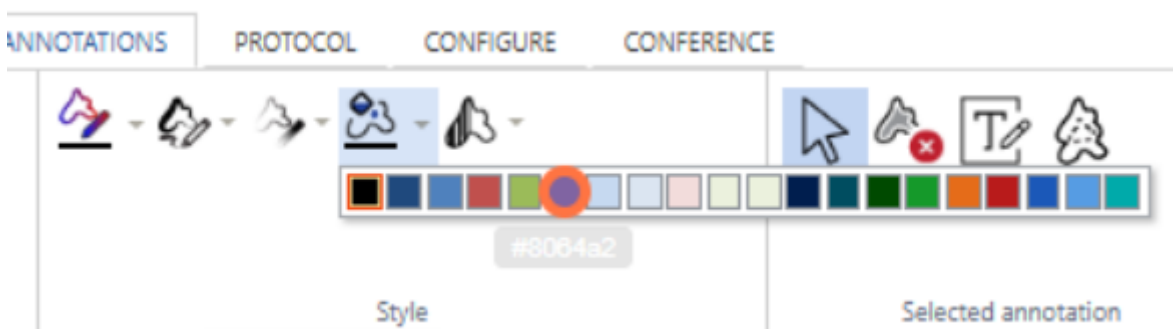 ANNOTATIONS PROTOCOL CONFIGURE CONFERENCE
T
#8064a2
Style Selected annotation